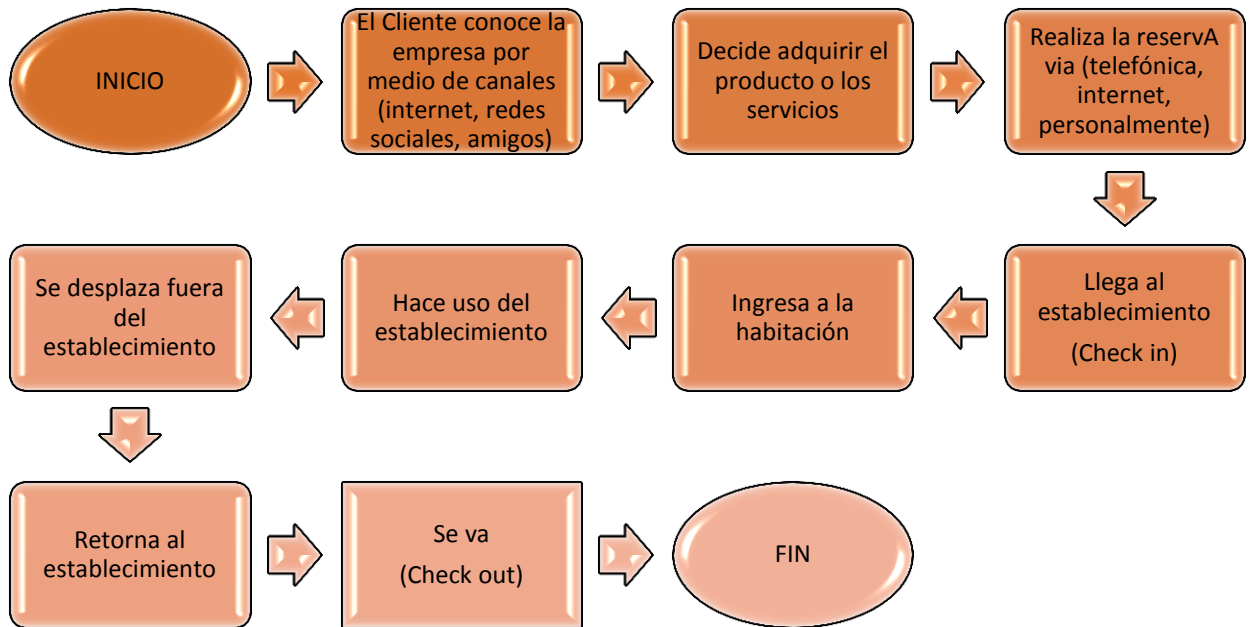 INICIO
El Cliente conoce la
empresa por
medio de canales
(internet, redes
sociales, amigos)
Decide adquirir el
producto o los
servicios
Realiza la reservA
via (telefónica,
internet,
personalmente)
Llega al
establecimiento
(Check in)
Ingresa a la
habitación
Hace uso del
establecimiento
Se desplaza fuera
del
establecimiento
Retorna al
establecimiento
Se va
(Check out)
FIN